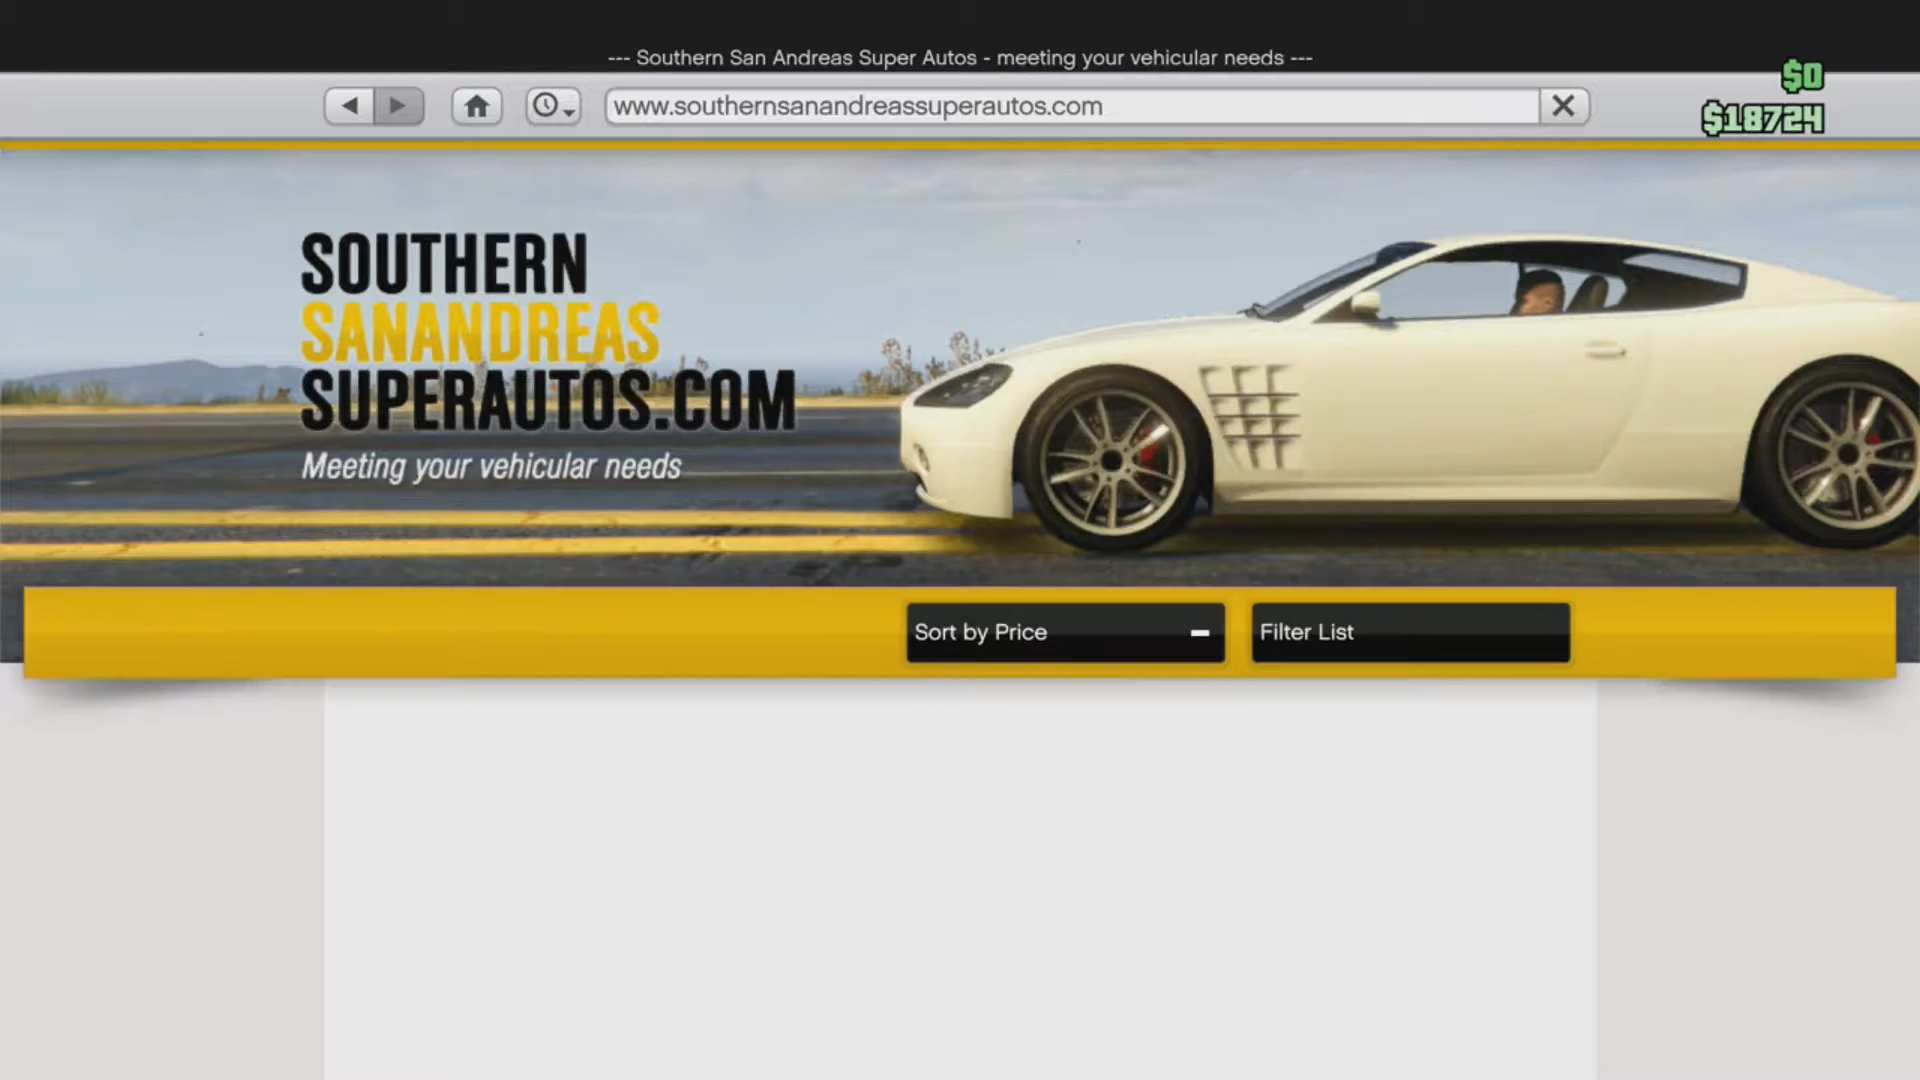 --- Southern San Andreas Super Autos - meeting your vehicular needs ---
$0
www.southernsanandreassuperautos.com
$18724
SOUTHERN
SANANDREAS
SUPERAUTOS.COM
Meeting your vehicular needs
Sort by Price
Filter List